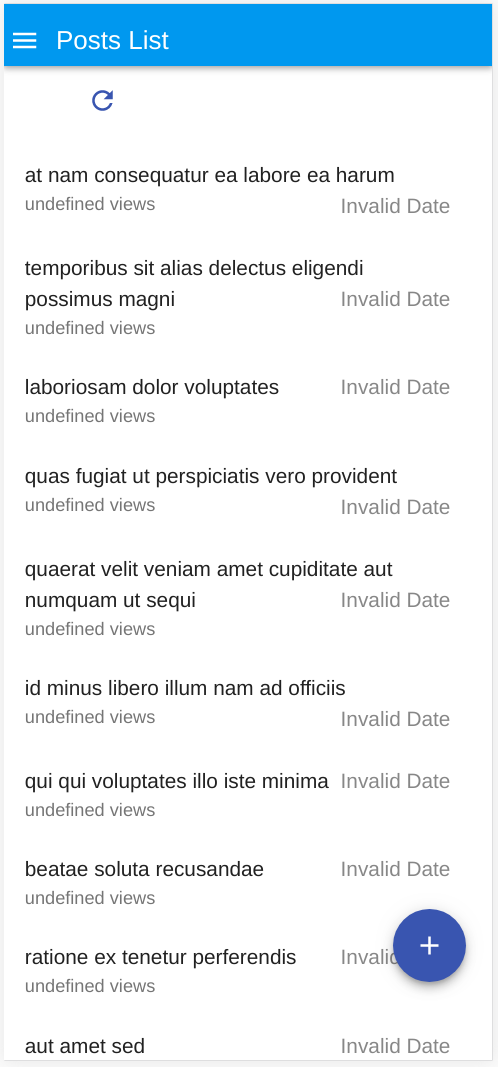 Posts List
at nam consequatur ea labore ea harum
undefined views
Invalid Date
temporibus sit alias delectus eligendi
possimus magni
Invalid Date
undefined views
laboriosam dolor voluptates
Invalid Date
undefined views
quas fugiat ut perspiciatis vero provident
undefined views
Invalid Date
quaerat velit veniam amet cupiditate aut
numquam ut sequi
Invalid Date
undefined views
id minus libero illum nam ad officiis
undefined views
Invalid Date
qui qui voluptates illo iste minima
Invalid Date
undefined views
beatae soluta recusandae
Invalid Date
undefined views
ratione ex tenetur perferendis
undefined views
aut amet sed
Invalid Date